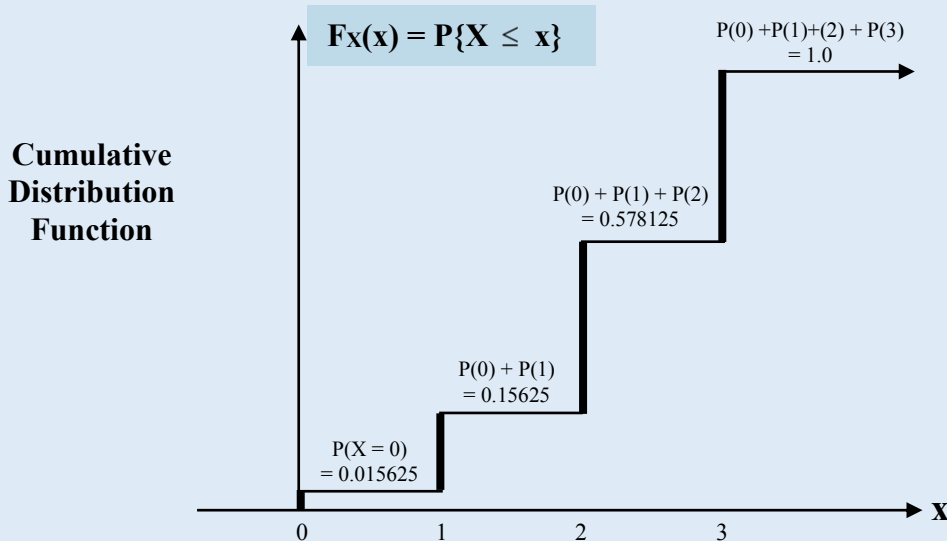 Fx(x) = P{X ≤ x}
P(0) +P(1)+(2) + P(3)
= 1.0
Cumulative
Distribution
Function
P(0) + P(1) + P(2)
= 0.578125
P(0) + P(1)
= 0.15625
P(X = 0)
= 0.015625
x
0 1 2 3